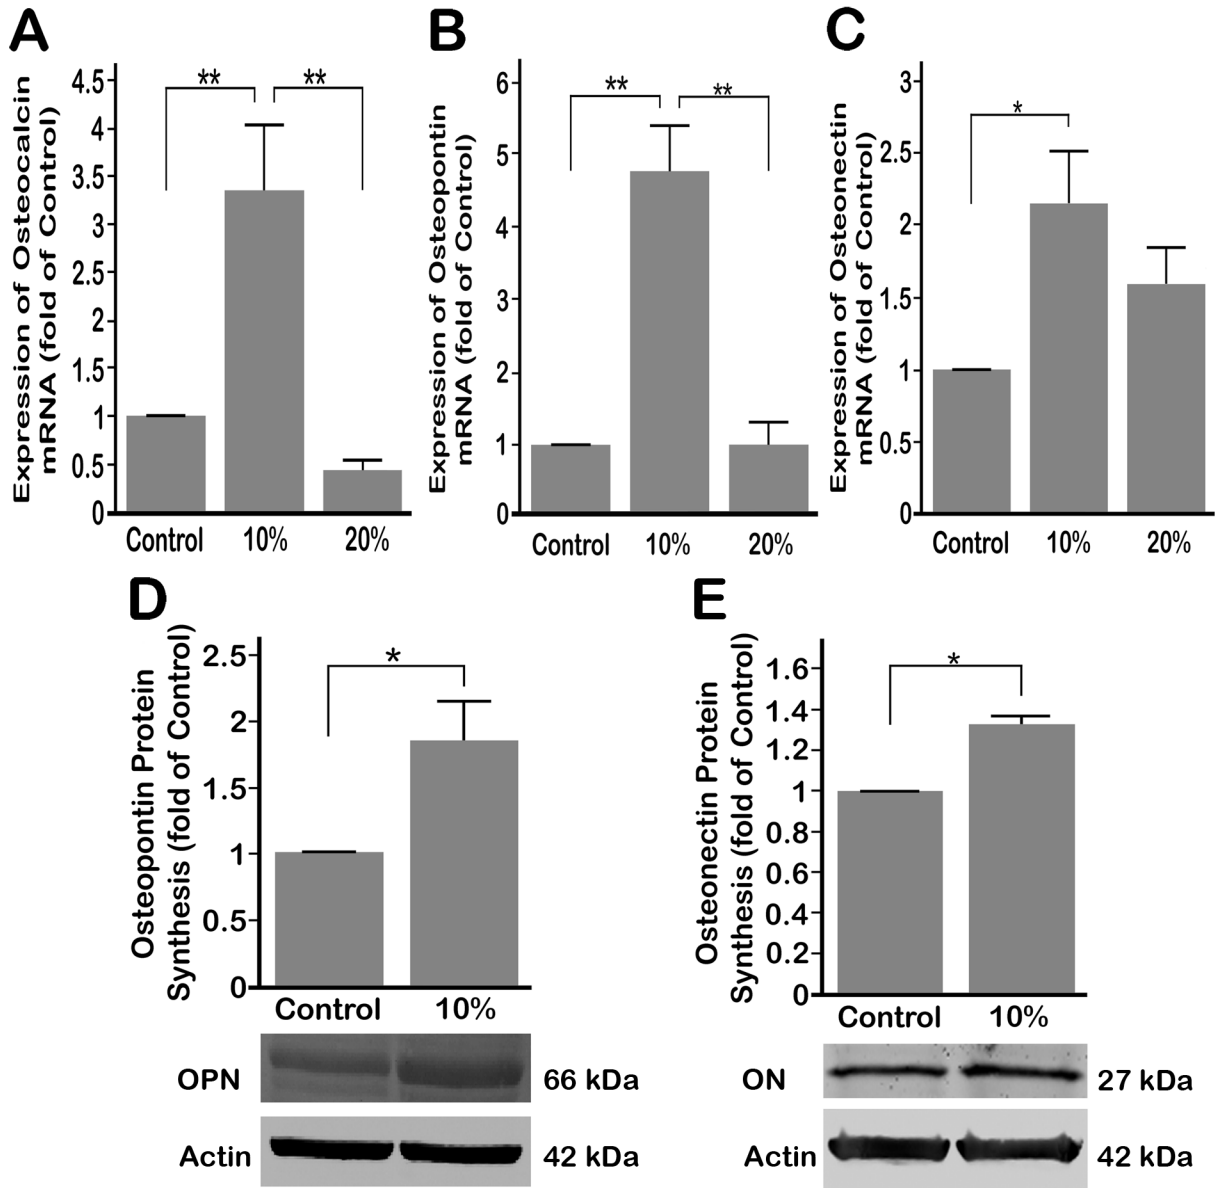 A
Expression of Osteocalcin
mRNA (fold of Control)
4.5
4
3.5
3
2.5
2
1.5
1
0.5
0
** **
Control 10% 20%
B
Expression of Osteopontin
mRNA (fold of Control)
6
5
4
3
2
1
0
** **
Control 10% 20%
C
Expression of Osteonectin
mRNA (fold of Control)
3
2.5
2
1.5
1
0.5
0
*
Control 10% 20%
D
Osteopontin Protein
Synthesis (fold of Control)
2.5
2
1.5
1
0.5
0
*
Control 10%
OPN 66 kDa
Actin 42 kDa
E
Osteonectin Protein
Synthesis (fold of Control)
1.6
1.4
1.2
1
0.8
0.6
0.4
0.2
0
*
Control 10%
ON 27 kDa
Actin 42 kDa